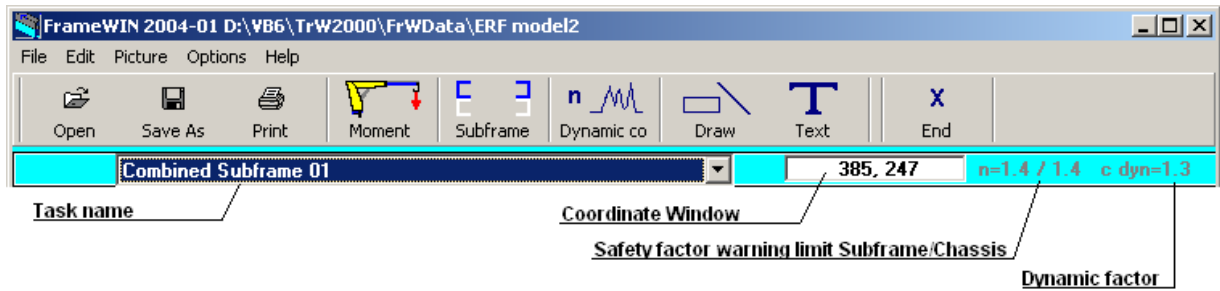 FrameWIN 2004-01 D:\VB6\TrW2000\FrWData\ERF model2
File Edit Picture Options Help
n
T X
Open Save As Print Moment Subframe Dynamic co Draw Text End
Combined Subframe 01 385, 247 n=1.4 / 1.4 c dyn=1.3
Task name Coordinate Window
Safety factor warning limit Subframe/Chassis
Dynamic factor